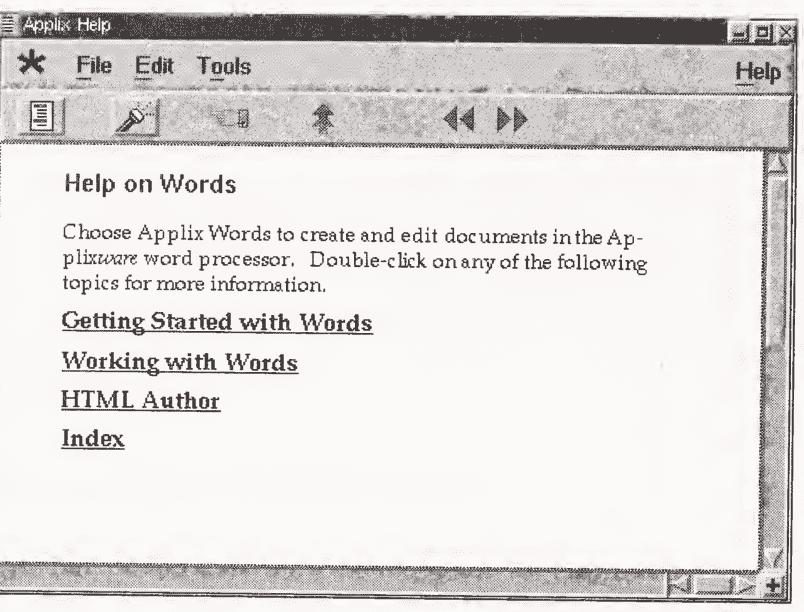 Applix Help
File Edit Tools Help
Help on Words
Choose Applix Words to create and edit documents in the Ap-
plixware word processor. Double-click on any of the following
topics for more information.
Getting Started with Words
Working with Words
HTML Author
Index